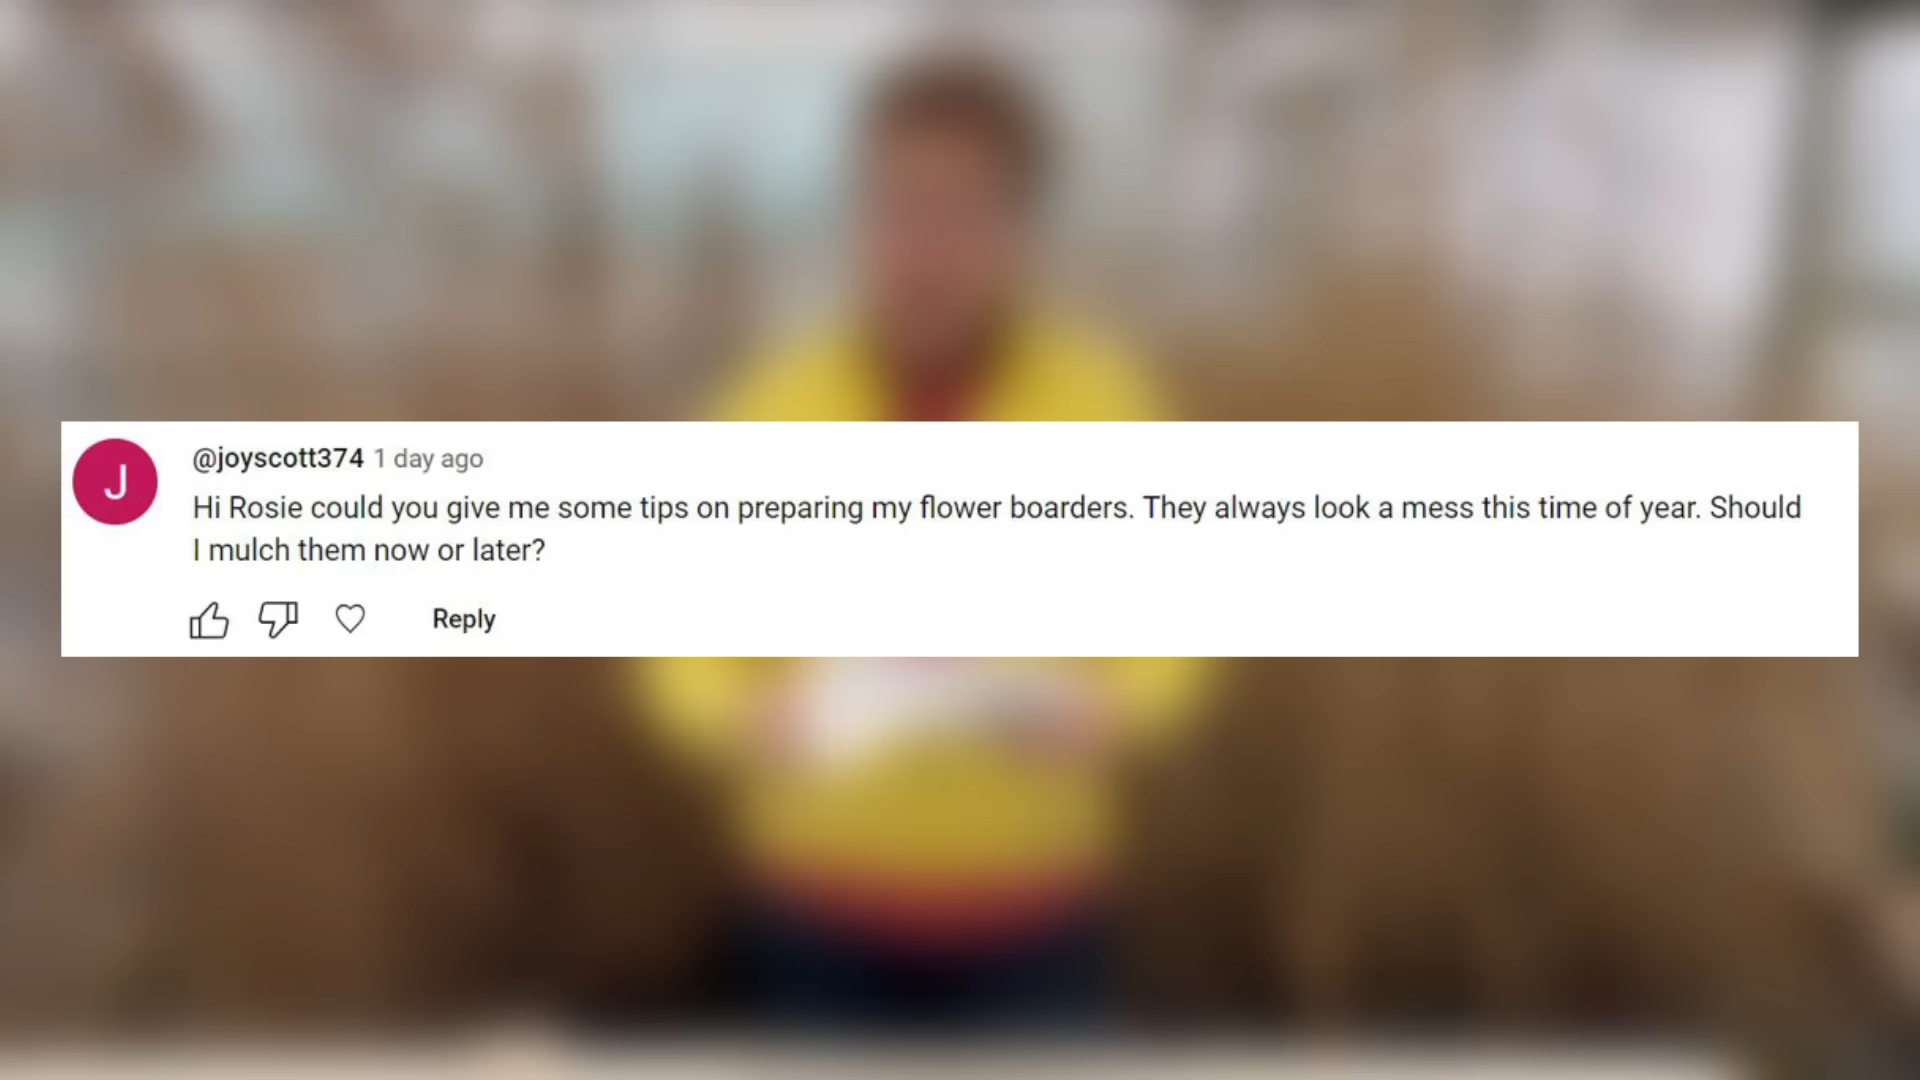 J
@joyscott374 1 day ago
Hi Rosie could you give me some tips on preparing my flower boarders. They always look a mess this time of year. Should
I mulch them now or later?
Reply